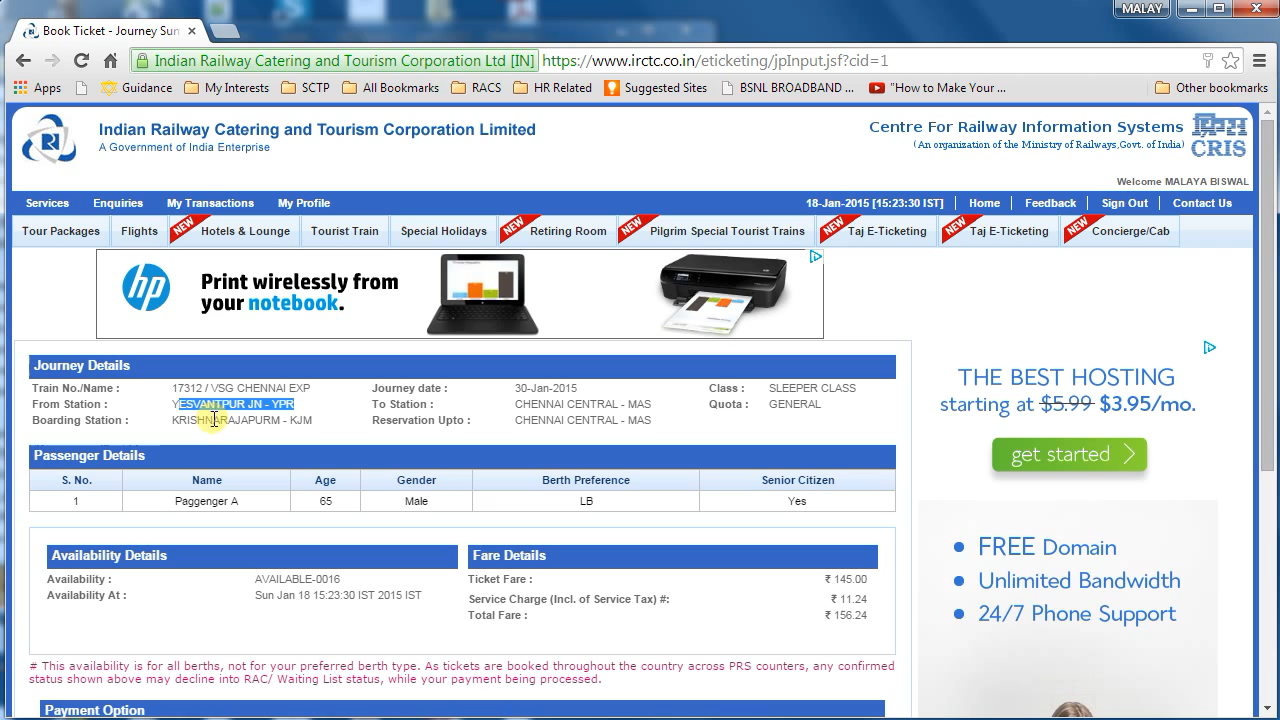 MALAY
Book Ticket - Journey Sun
Indian Railway Catering and Tourism Corporation Ltd [IN] https://www.irctc.co.in/eticketing/jpInput.jsf?cid=1
Apps Guidance My Interests SCTP All Bookmarks RACS HR Related Suggested Sites BSNL BROADBAND ... "How to Make Your ... Other bookmarks
Indian Railway Catering and Tourism Corporation Limited
A Government of India Enterprise
Centre For Railway Information Systems
(An organization of the Ministry of Railways,Govt. of India)
CRIS
Welcome MALAYA BISWAL
Services Enquiries My Transactions My Profile 18-Jan-2015 [15:23:30 IST] Home Feedback Sign Out Contact Us
Tour Packages Flights NEW Hotels & Lounge Tourist Train Special Holidays NEW Retiring Room NEW Pilgrim Special Tourist Trains NEW Taj E-Ticketing NEW Taj E-Ticketing NEW Concierge/Cab
hp
Print wirelessly from
your notebook.
Journey Details
Train No./Name : 17312 / VSG CHENNAI EXP Journey date : 30-Jan-2015 Class : SLEEPER CLASS
From Station : YESVANTPUR JN - YPR To Station : CHENNAI CENTRAL - MAS Quota : GENERAL
Boarding Station : KRISHNARAJAPURM - KJM Reservation Upto : CHENNAI CENTRAL - MAS
Passenger Details
S. No. Name Age Gender Berth Preference Senior Citizen
1 Paggenger A 65 Male LB Yes
Availability Details
Availability : AVAILABLE-0016
Availability At : Sun Jan 18 15:23:30 IST 2015 IST
Fare Details
Ticket Fare : ₹ 145.00
Service Charge (Incl. of Service Tax) #: ₹ 11.24
Total Fare : ₹ 156.24
# This availability is for all berths, not for your preferred berth type. As tickets are booked throughout the country across PRS counters, any confirmed
status shown above may decline into RAC/ Waiting List status, while your payment being processed.
Payment Option
THE BEST HOSTING
starting at $5.99 $3.95/mo.
get started
FREE Domain
Unlimited Bandwidth
24/7 Phone Support